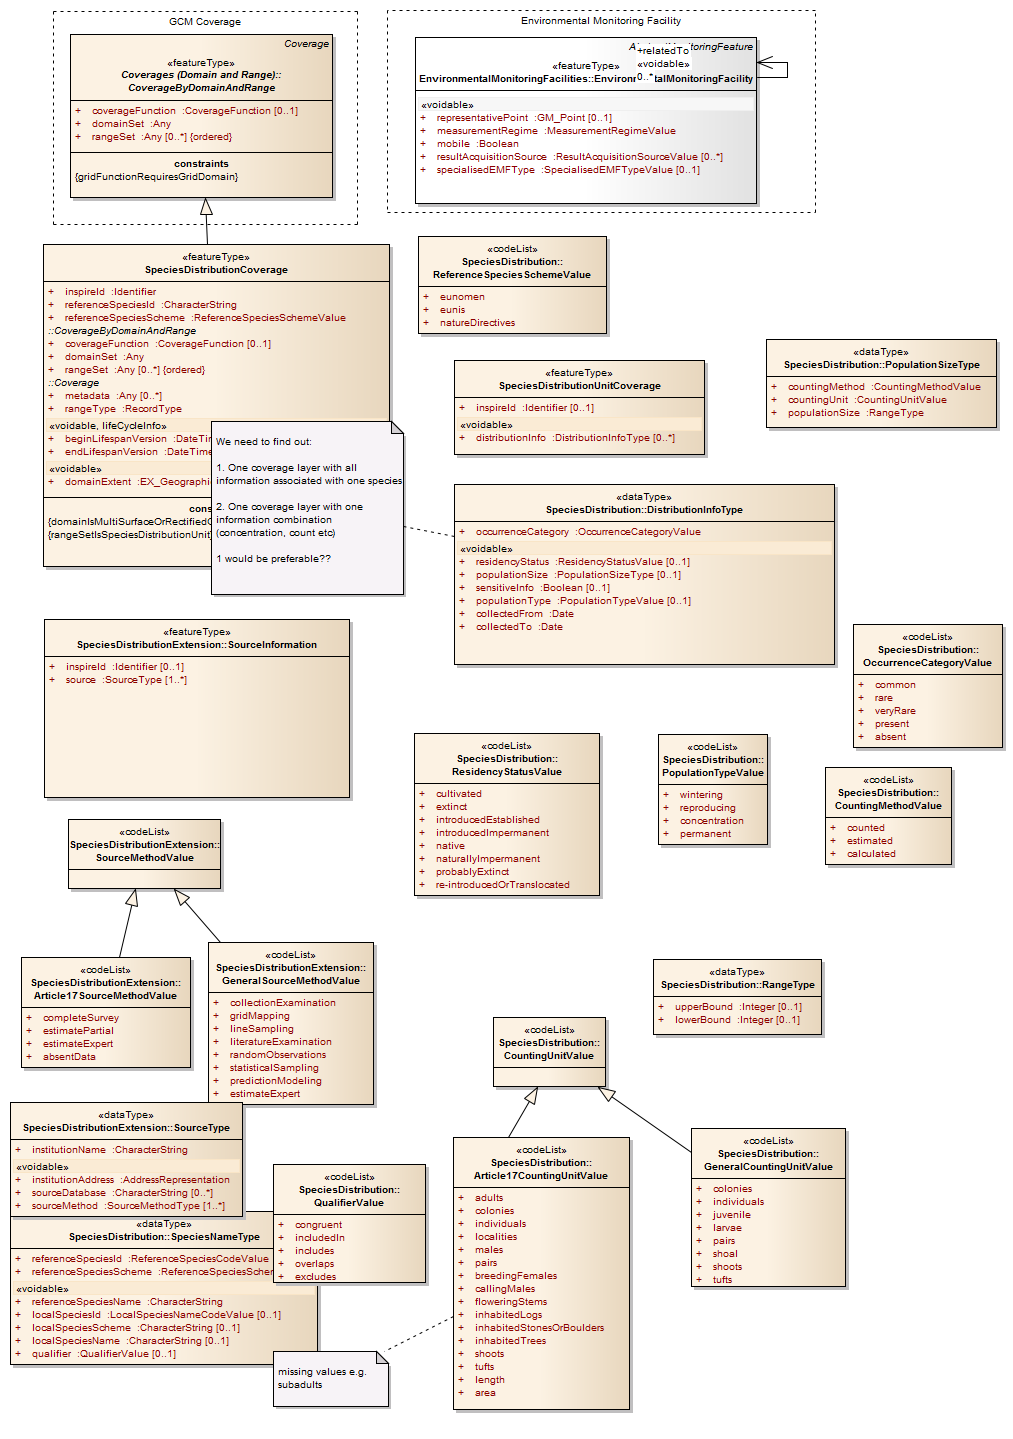 GCM Coverage
Coverage
«featureType»
Coverages (Domain and Range)::
CoverageByDomainAndRange
+ coverageFunction :CoverageFunction [0..1]
+ domainSet :Any
+ rangeSet :Any [0..*] {ordered}
constraints
{gridFunctionRequiresGridDomain}
Environmental Monitoring Facility
+relatedTo
«voidable»
0..*
«featureType»
«voidable»
+ representativePoint :GM_Point [0..1]
+ measurementRegime :MeasurementRegimeValue
+ mobile :Boolean
+ resultAcquisitionSource :ResultAcquisitionSourceValue [0..*]
+ specialisedEMFType :SpecialisedEMFTypeValue [0..1]
«featureType»
SpeciesDistributionCoverage
+ inspireId :Identifier
+ referenceSpeciesId :CharacterString
+ referenceSpeciesScheme :ReferenceSpeciesSchemeValue
::CoverageByDomainAndRange
+ coverageFunction :CoverageFunction [0..1]
+ domainSet :Any
+ rangeSet :Any [0..*] {ordered}
::Coverage
+ metadata :Any [0..*]
+ rangeType :RecordType
«voidable, lifeCycleInfo»
+ beginLifespanVersion :DateTim
+ endLifespanVersion :DateTime
«voidable»
+ domainExtent :EX_Geographi
cons
{domainIsMultiSurfaceOrRectifiedG
{rangeSetIsSpeciesDistributionUnit
We need to find out:
1. One coverage layer with all
information associated with one species
2. One coverage layer with one
information combination
(concentration, count etc)
1 would be preferable??
«codeList»
SpeciesDistribution::
ReferenceSpeciesSchemeValue
+ eunomen
+ eunis
+ natureDirectives
«featureType»
SpeciesDistributionUnitCoverage
+ inspireId :Identifier [0..1]
«voidable»
+ distributionInfo :DistributionInfoType [0..*]
«dataType»
SpeciesDistribution::PopulationSizeType
+ countingMethod :CountingMethodValue
+ countingUnit :CountingUnitValue
+ populationSize :RangeType
«dataType»
SpeciesDistribution::DistributionInfoType
+ occurrenceCategory :OccurrenceCategoryValue
«voidable»
+ residencyStatus :ResidencyStatusValue [0..1]
+ populationSize :PopulationSizeType [0..1]
+ sensitiveInfo :Boolean [0..1]
+ populationType :PopulationTypeValue [0..1]
+ collectedFrom :Date
+ collectedTo :Date
«featureType»
SpeciesDistributionExtension::SourceInformation
+ inspireId :Identifier [0..1]
+ source :SourceType [1..*]
«codeList»
SpeciesDistribution::
OccurrenceCategoryValue
+ common
+ rare
+ veryRare
+ present
+ absent
«codeList»
SpeciesDistribution::
ResidencyStatusValue
+ cultivated
+ extinct
+ introducedEstablished
+ introducedImpermanent
+ native
+ naturallyImpermanent
+ probablyExtinct
+ re-introducedOrTranslocated
«codeList»
SpeciesDistribution::
PopulationTypeValue
+ wintering
+ reproducing
+ concentration
+ permanent
«codeList»
SpeciesDistribution::
CountingMethodValue
+ counted
+ estimated
+ calculated
«codeList»
SpeciesDistributionExtension::
SourceMethodValue
«codeList»
SpeciesDistributionExtension::
Article17SourceMethodValue
+ completeSurvey
+ estimatePartial
+ estimateExpert
+ absentData
«codeList»
SpeciesDistributionExtension::
GeneralSourceMethodValue
+ collectionExamination
+ gridMapping
+ lineSampling
+ literatureExamination
+ randomObservations
+ statisticalSampling
+ predictionModeling
+ estimateExpert
«dataType»
SpeciesDistribution::RangeType
+ upperBound :Integer [0..1]
+ lowerBound :Integer [0..1]
«codeList»
SpeciesDistribution::
CountingUnitValue
«dataType»
SpeciesDistributionExtension::SourceType
+ institutionName :CharacterString
«voidable»
+ institutionAddress :AddressRepresentation
+ sourceDatabase :CharacterString [0..*]
+ sourceMethod :SourceMethodType [1..*]
«dataType»
SpeciesDistribution::SpeciesNameType
+ referenceSpeciesId :ReferenceSpeciesCodeValue
+ referenceSpeciesScheme :ReferenceSpeciesSchem
«voidable»
+ referenceSpeciesName :CharacterString
+ localSpeciesId :LocalSpeciesNameCodeValue [0..1]
+ localSpeciesScheme :CharacterString [0..1]
+ localSpeciesName :CharacterString [0..1]
+ qualifier :QualifierValue [0..1]
«codeList»
SpeciesDistribution::
QualifierValue
+ congruent
+ includedIn
+ includes
+ overlaps
+ excludes
missing values e.g.
subadults
«codeList»
SpeciesDistribution::
Article17CountingUnitValue
+ adults
+ colonies
+ individuals
+ localities
+ males
+ pairs
+ breedingFemales
+ callingMales
+ floweringStems
+ inhabitedLogs
+ inhabitedStonesOrBoulders
+ inhabitedTrees
+ shoots
+ tufts
+ length
+ area
«codeList»
SpeciesDistribution::
GeneralCountingUnitValue
+ colonies
+ individuals
+ juvenile
+ larvae
+ pairs
+ shoal
+ shoots
+ tufts